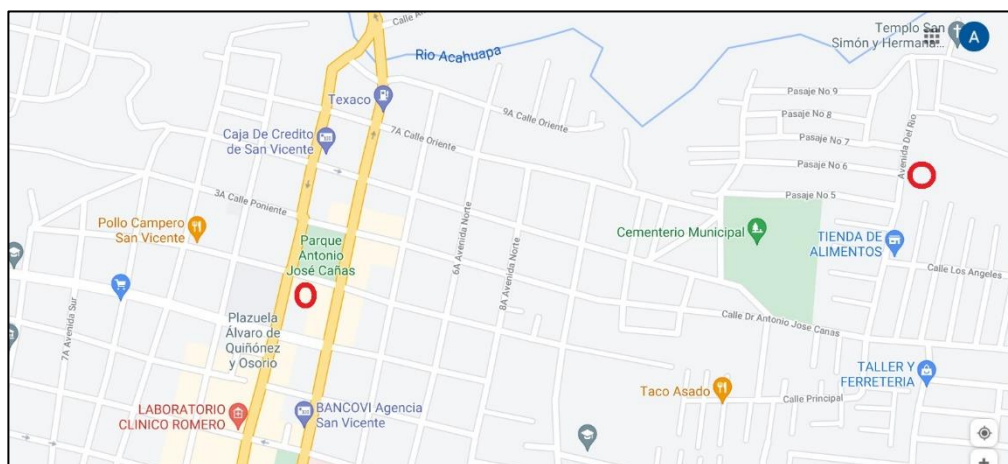 Templo San
Simón y Hermana...
A
Rio Acahuapa
Texaco
Pasaje No 9
Pasaje No 8
Pasaje No 7
Pasaje No 6
Pasaje No 5
Avenida Del Rio
9A Calle Oriente
7A Calle Oriente
Caja De Credito
de San Vicente
3A Calle Poniente
Pollo Campero
San Vicente
Parque
Antonio
José Cañas
6A Avenida Norte
8A Avenida Norte
Cementerio Municipal
TIENDA DE
ALIMENTOS
Calle Los Angeles
Plazuela
Álvaro de
Quiñónez
y Osorio
7A Avenida Sur
Calle Dr Antonio Jose Canas
TALLER Y
FERRETERIA
Taco Asado
Calle Principal
LABORATORIO
CLINICO ROMERO
BANCOVI Agencia
San Vicente